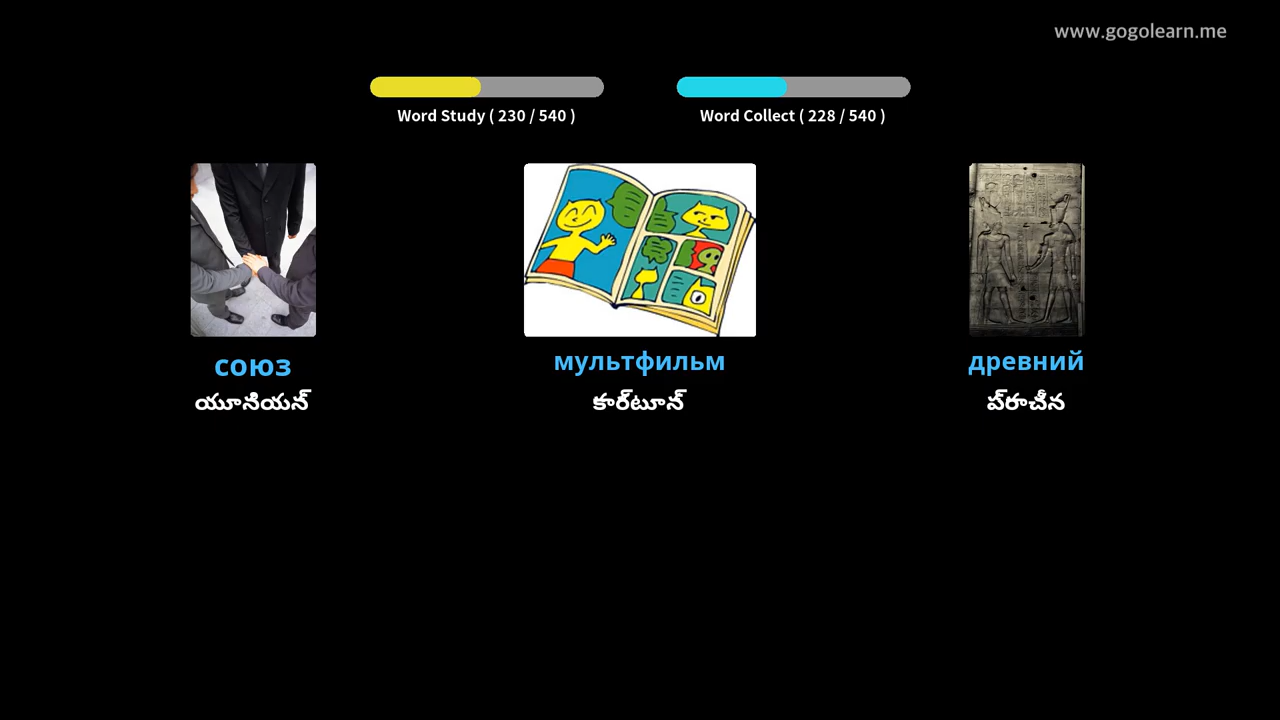 www.gogolearn.me
Word Study ( 230 / 540 )
Word Collect ( 228 / 540 )
союз
мультфильм
древний
యూనియన్
కార్‌టూన్
ప్‌రాచీన